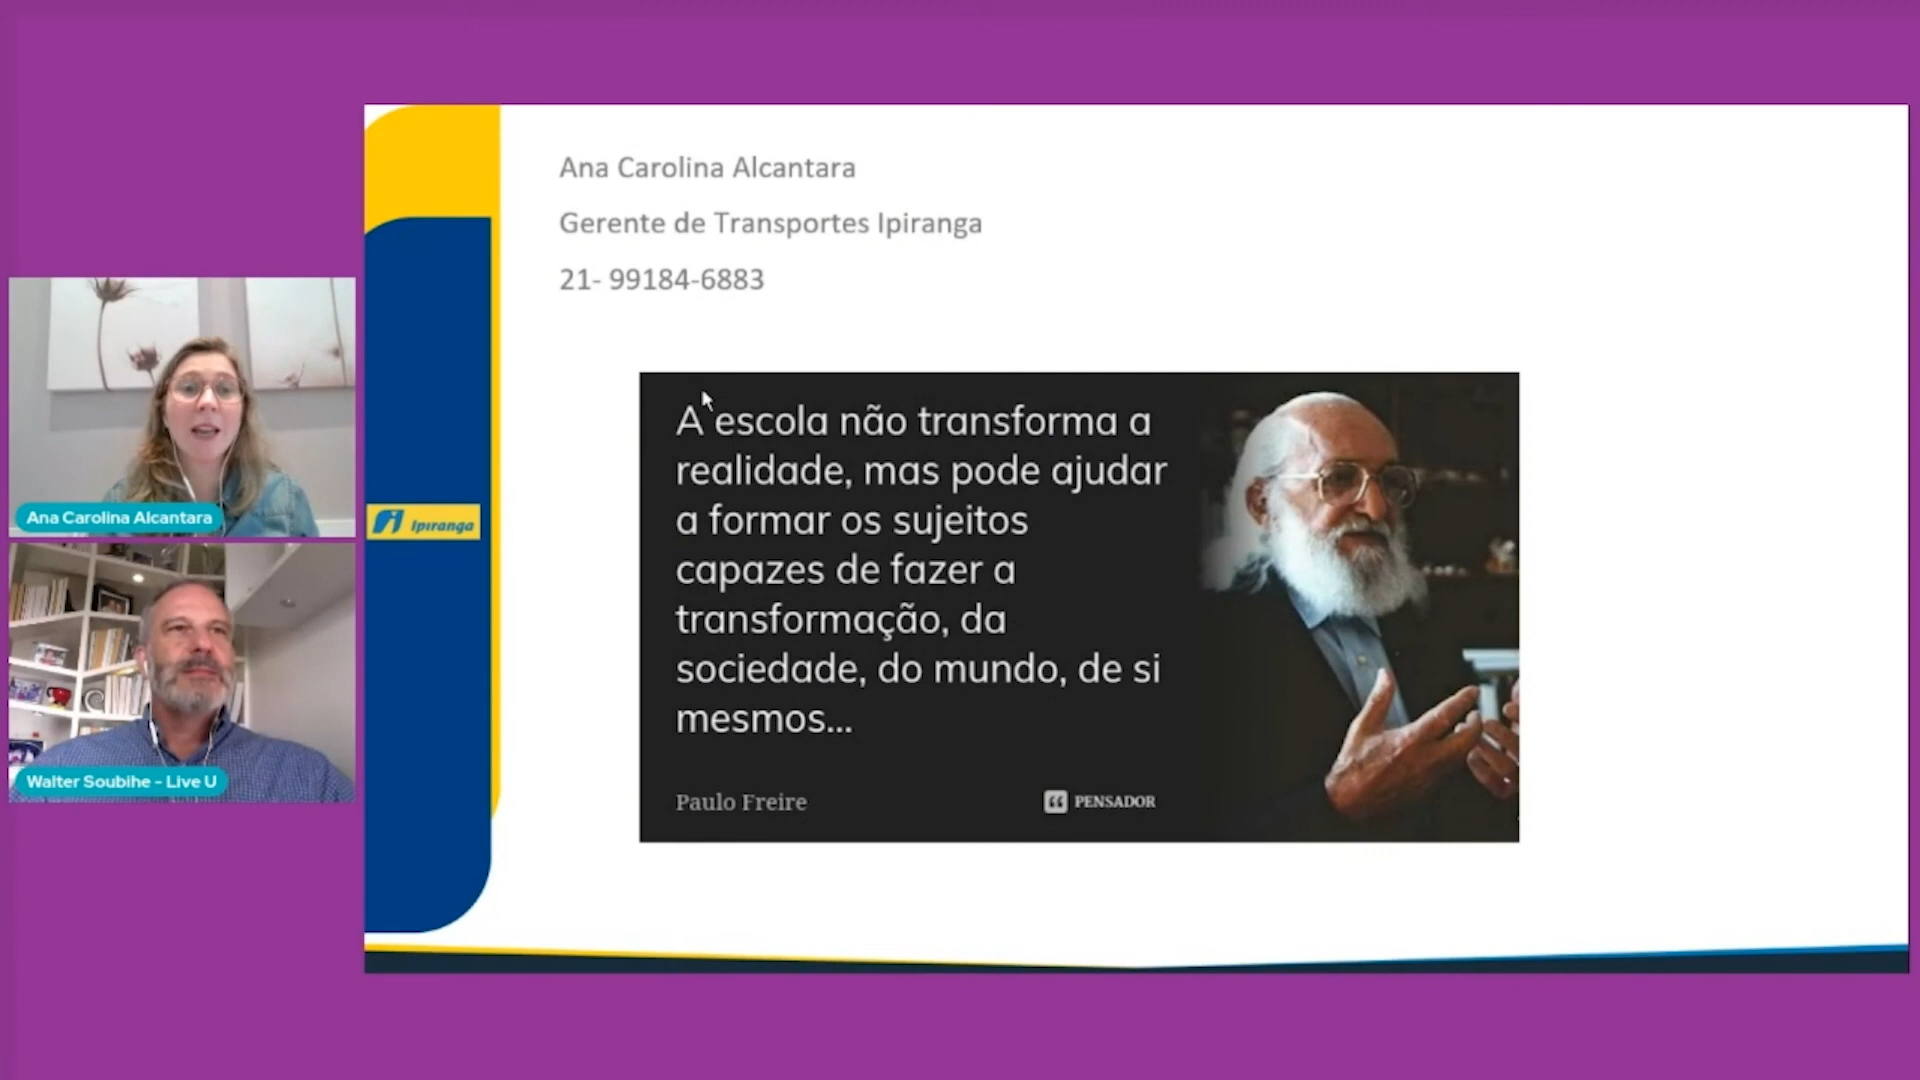 Ana Carolina Alcantara
Gerente de Transportes Ipiranga
21- 99184-6883
A escola não transforma a
realidade, mas pode ajudar
a formar os sujeitos
capazes de fazer a
transformação, da
sociedade, do mundo, de si
mesmos...
Paulo Freire
PENSADOR
Ipiranga
Ana Carolina Alcantara
Walter Soubihe - Live U